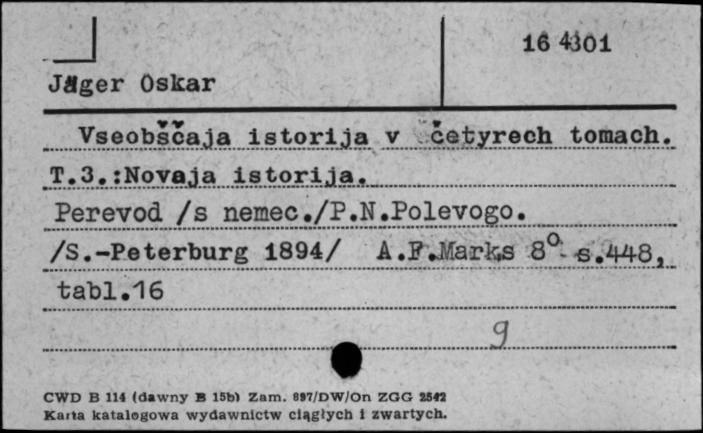 16 4301
Jäger Oskar
Vseobščaja istorija v četyrech tomach.
T.3.:Novaja istorija.
Perevod /s nemec./P.N.Polevogo.
/S.-Peterburg 1894/ A.F.Marks 8° s.448,
tabl.16
9
CWD B 114 (dawny B 15b) Zam. 897/DW/On ZGG 2542
Karta katalogowa wydawnictw ciągłych i zwartych.